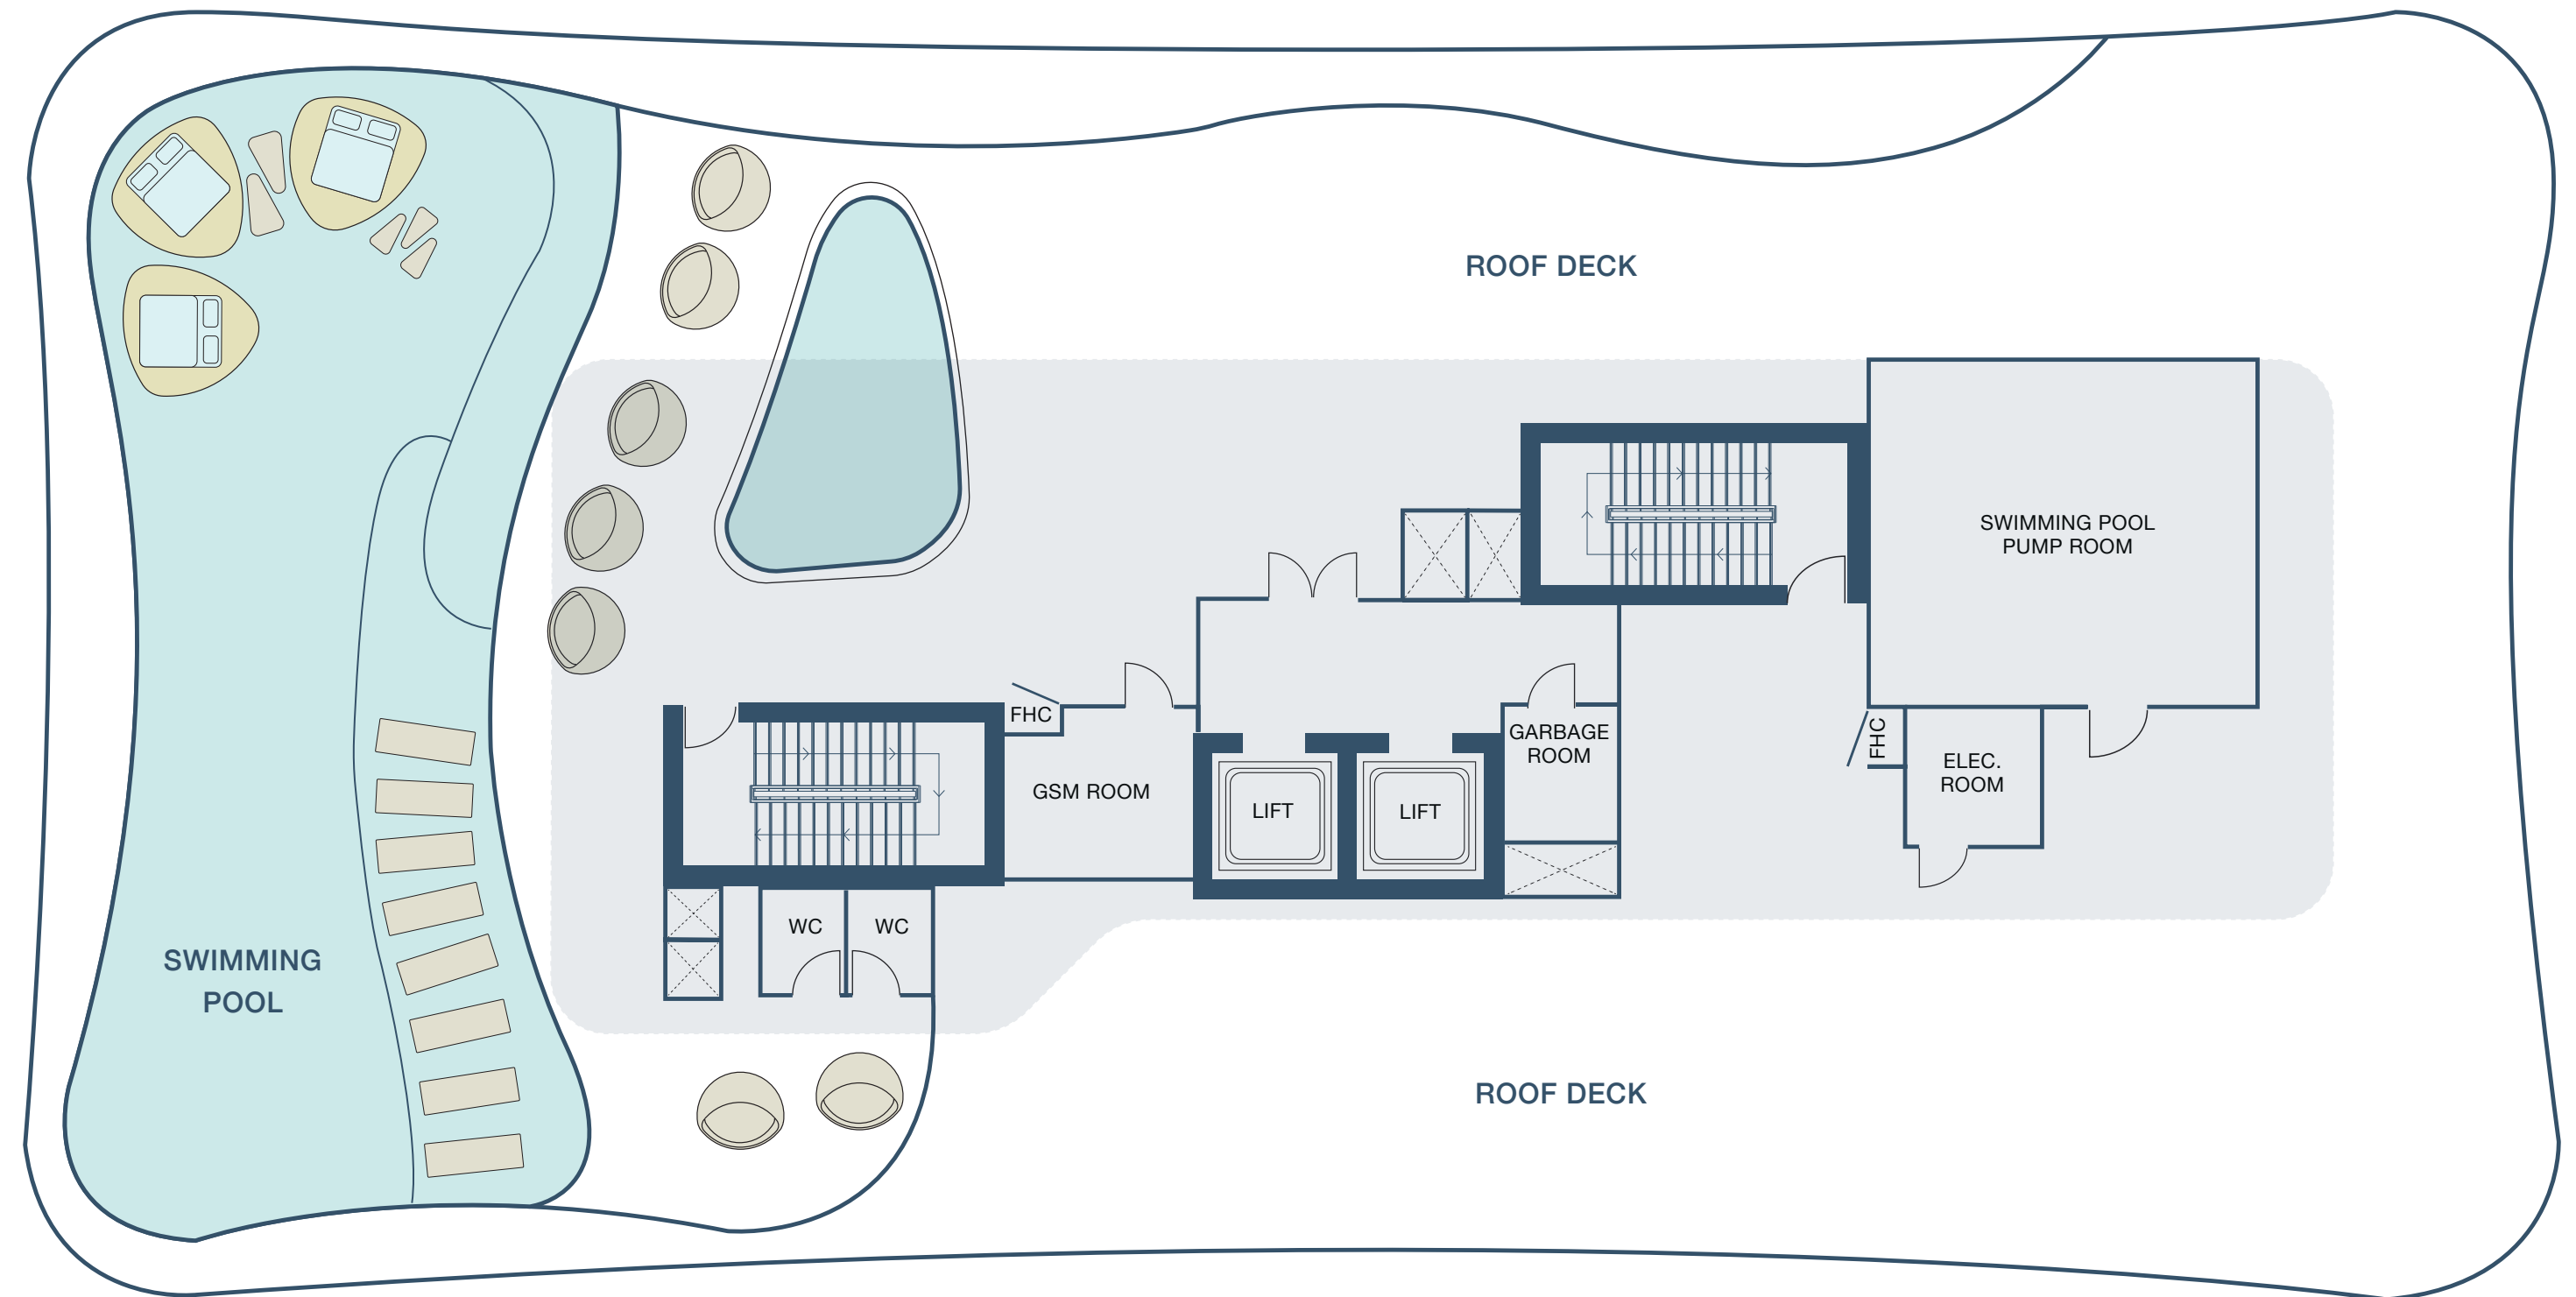 ROOF DECK
SWIMMING POOL
PUMP ROOM
FHC
GARBAGE
ROOM
FHC
ELEC.
ROOM
GSM ROOM
LIFT
LIFT
WC
WC
SWIMMING
POOL
ROOF DECK